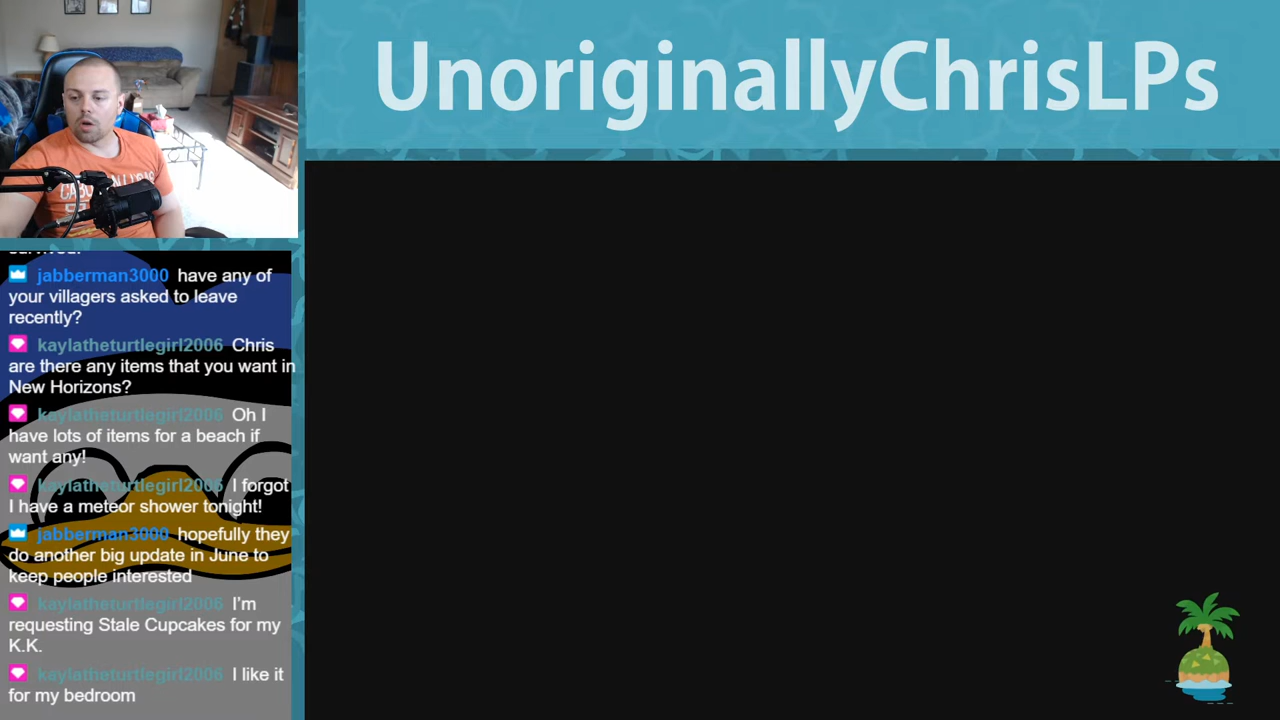 UnoriginallyChrisLPs
jabberman3000 have any of
your villagers asked to leave
recently?
kaylatheturtlegirl2006 Chris
are there any items that you want in
New Horizons?
kaylatheturtlegirl2006 Oh I
have lots of items for a beach if
want any!
kaylatheturtlegirl2006 I forgot
I have a meteor shower tonight!
jabberman3000 hopefully they
do another big update in June to
keep people interested
kaylatheturtlegirl2006 I'm
requesting Stale Cupcakes for my
K.K.
kaylatheturtlegirl2006 I like it
for my bedroom